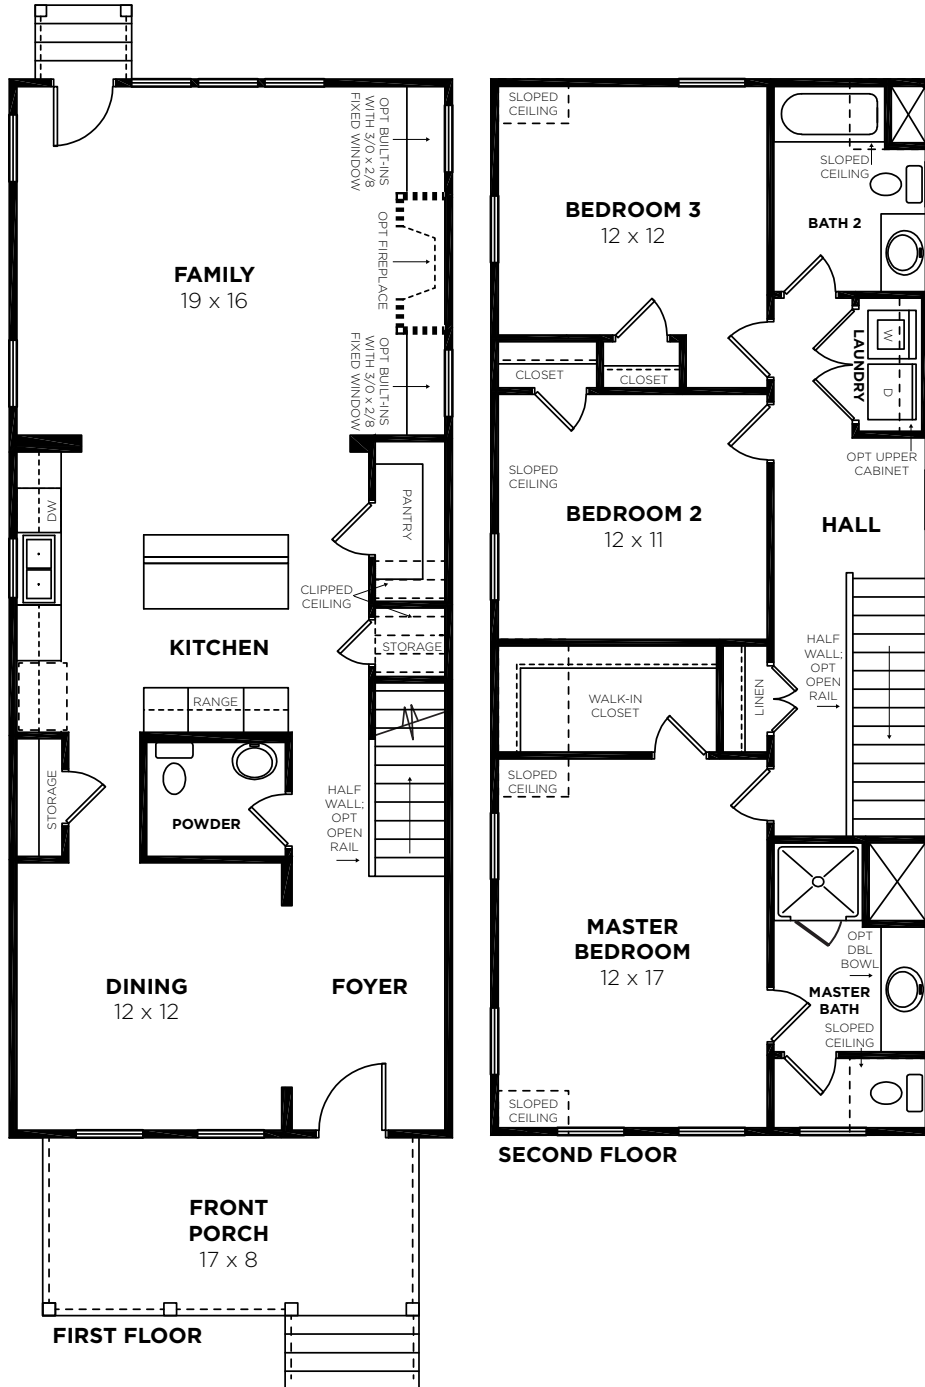 OPT BUILT-INS
WITH 3/0 x 2/8
FIXED WINDOW
FAMILY
19 x 16
OPT FIREPLACE
OPT BUILT-INS
WITH 3/0 x 2/8
FIXED WINDOW
DW
PANTRY
CLIPPED
CEILING
KITCHEN
STORAGE
RANGE
STORAGE
POWDER
HALF
WALL;
OPT
OPEN
RAIL
DINING
12 x 12
FOYER
FRONT
PORCH
17 x 8
FIRST FLOOR
SLOPED
CEILING
BEDROOM 3
12 x 12
SLOPED
CEILING
BATH 2
CLOSET
CLOSET
LAUNDRY
W
D
OPT UPPER
CABINET
SLOPED
CEILING
BEDROOM 2
12 x 11
HALL
HALF
WALL;
OPT
OPEN
RAIL
WALK-IN
CLOSET
LINEN
SLOPED
CEILING
MASTER
BEDROOM
12 x 17
OPT
DBL
BOWL
MASTER
BATH
SLOPED
CEILING
SLOPED
CEILING
SECOND FLOOR